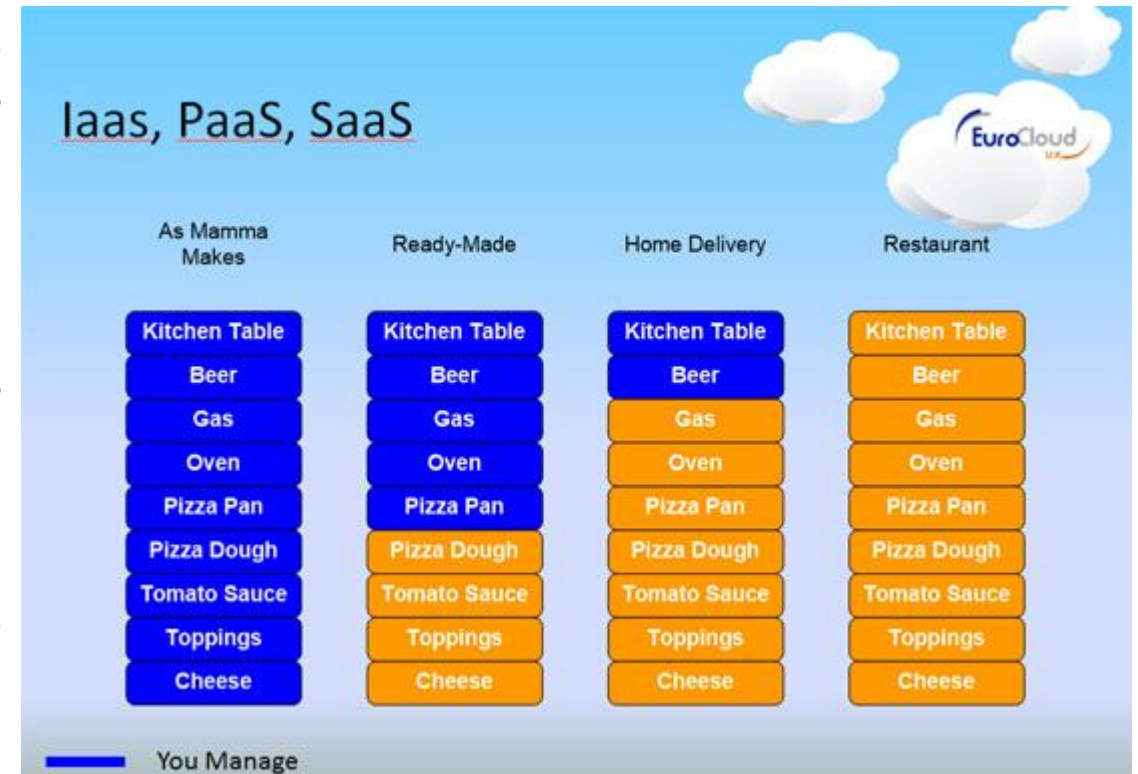 Iaas, PaaS, SaaS
EuroCloud
UK
As Mamma
Makes
Ready-Made
Home Delivery
Restaurant
Kitchen Table
Kitchen Table
Kitchen Table
Kitchen Table
Beer
Beer
Beer
Beer
Gas
Gas
Gas
Gas
Oven
Oven
Oven
Oven
Pizza Pan
Pizza Pan
Pizza Pan
Pizza Pan
Pizza Dough
Pizza Dough
Pizza Dough
Pizza Dough
Tomato Sauce
Tomato Sauce
Tomato Sauce
Tomato Sauce
Toppings
Toppings
Toppings
Toppings
Cheese
Cheese
Cheese
Cheese
You Manage